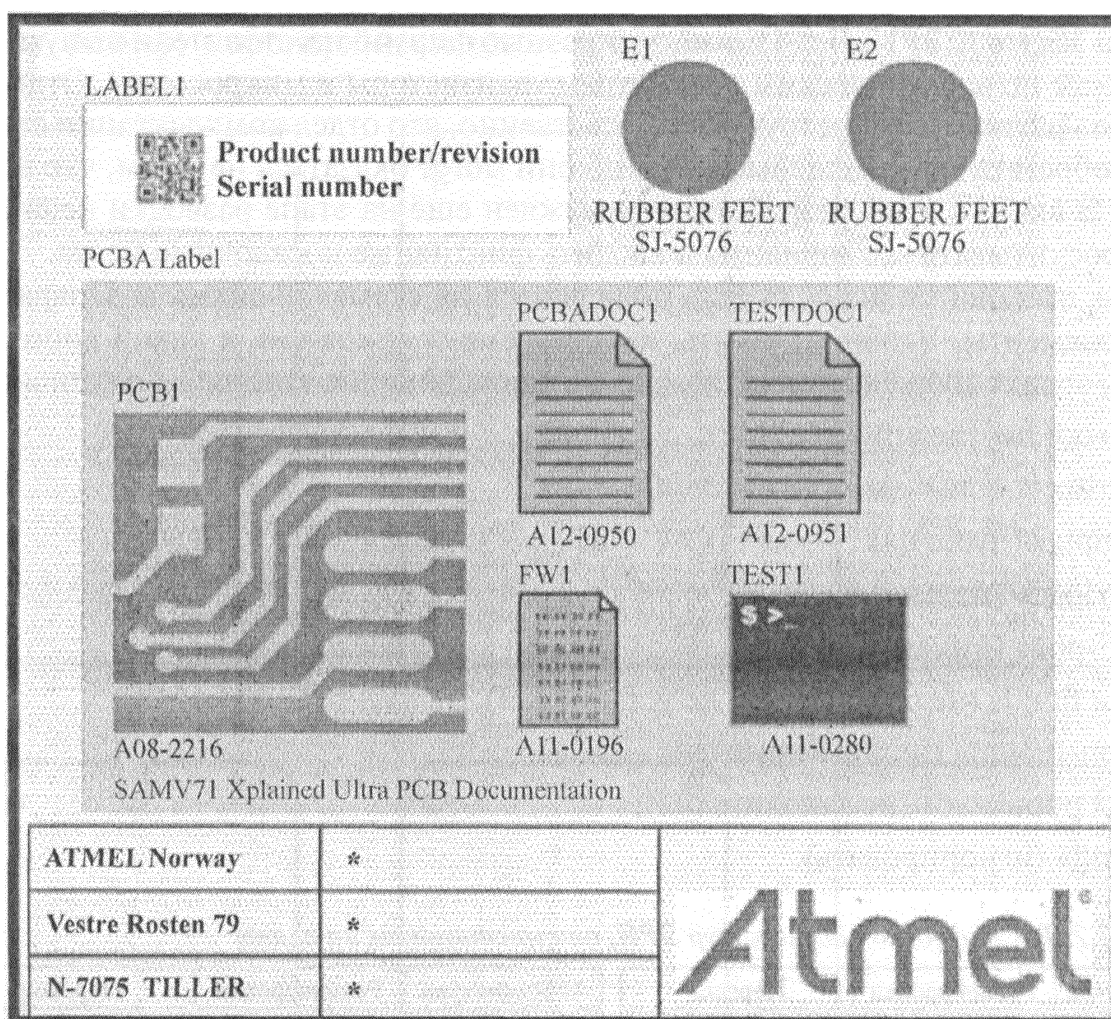 E1 E2
LABEL1
Product number/revision
Serial number
RUBBER FEET RUBBER FEET
SJ-5076 SJ-5076
PCBA Label
PCBADOC1 TESTDOC1
PCB1
A12-0950 A12-0951
FW1 TEST1
$ >_
A08-2216 A11-0196 A11-0280
SAMV71 Xplained Ultra PCB Documentation
ATMEL Norway *
Vestre Rosten 79 *
N-7075 TILLER *
Atmel®